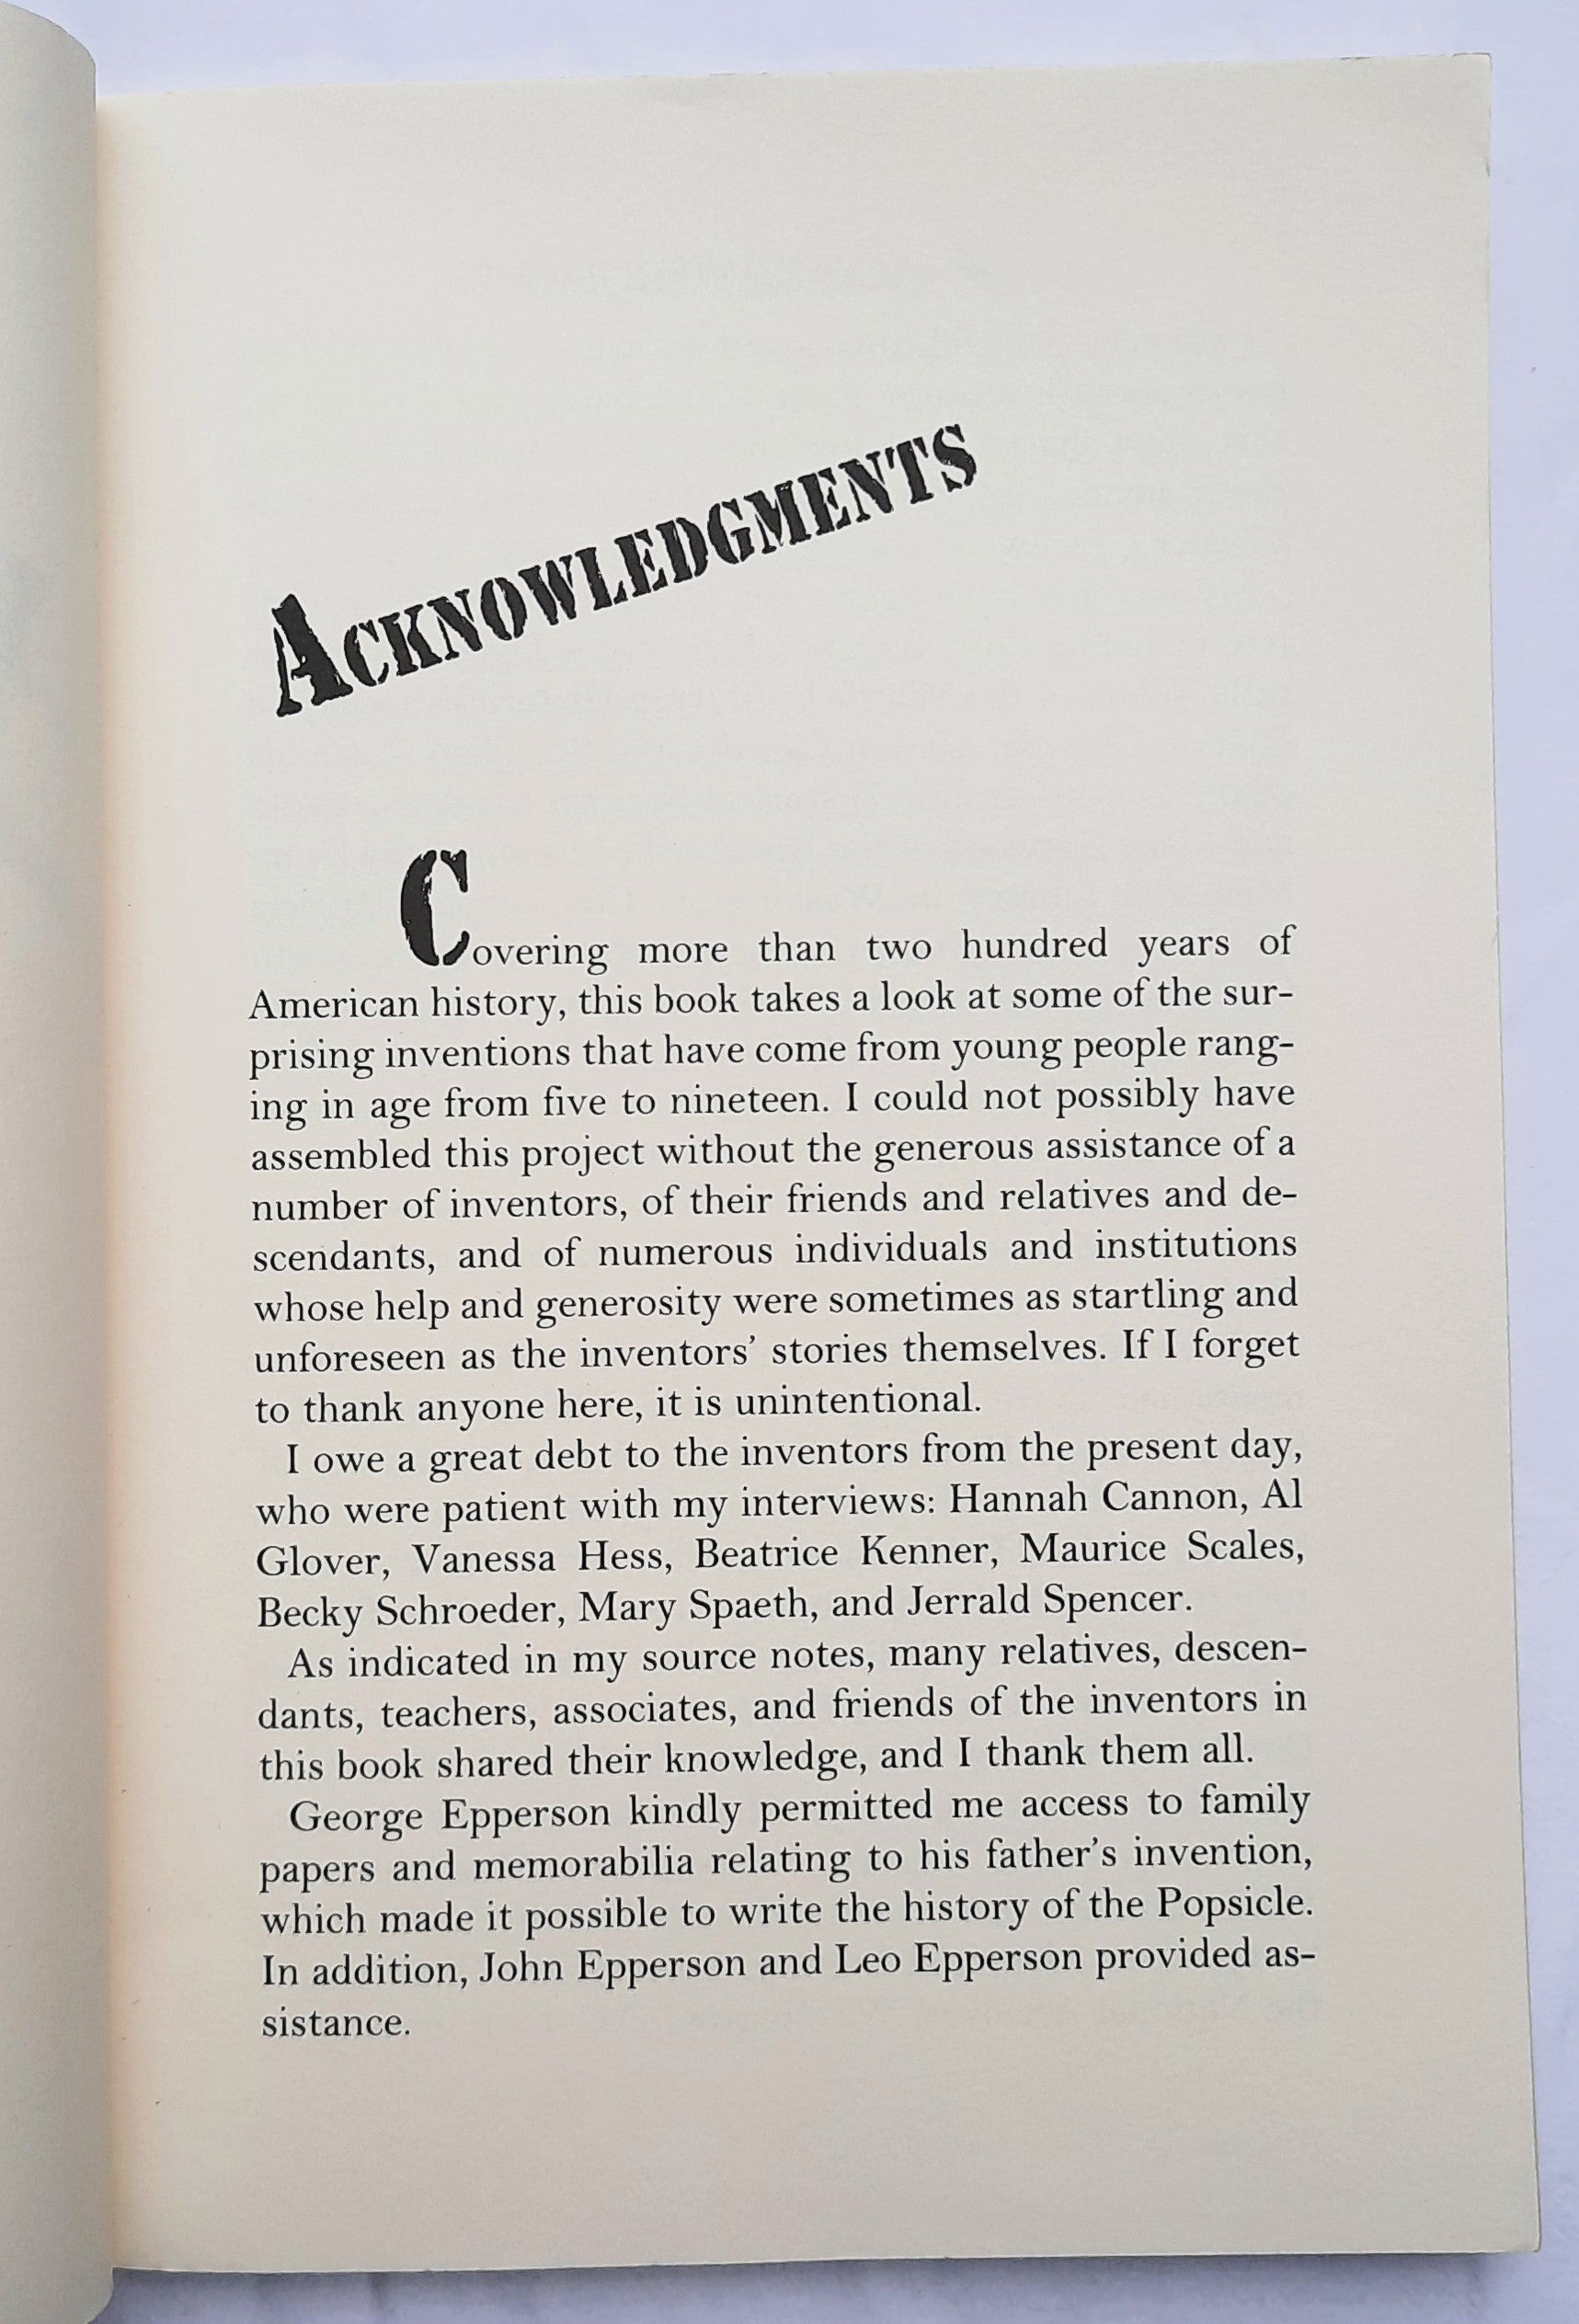 ACKNOWLEDGMENTS
Covering more than two hundred years of
American history, this book takes a look at some of the sur-
prising inventions that have come from young people rang-
ing in age from five to nineteen. I could not possibly have
assembled this project without the generous assistance of a
number of inventors, of their friends and relatives and de-
scendants, and of numerous individuals and institutions
whose help and generosity were sometimes as startling and
unforeseen as the inventors’ stories themselves. If I forget
to thank anyone here, it is unintentional.
I owe a great debt to the inventors from the present day,
who were patient with my interviews: Hannah Cannon, Al
Glover, Vanessa Hess, Beatrice Kenner, Maurice Scales,
Becky Schroeder, Mary Spaeth, and Jerrald Spencer.
As indicated in my source notes, many relatives, descen-
dants, teachers, associates, and friends of the inventors in
this book shared their knowledge, and I thank them all.
George Epperson kindly permitted me access to family
papers and memorabilia relating to his father’s invention,
which made it possible to write the history of the Popsicle.
In addition, John Epperson and Leo Epperson provided as-
sistance.